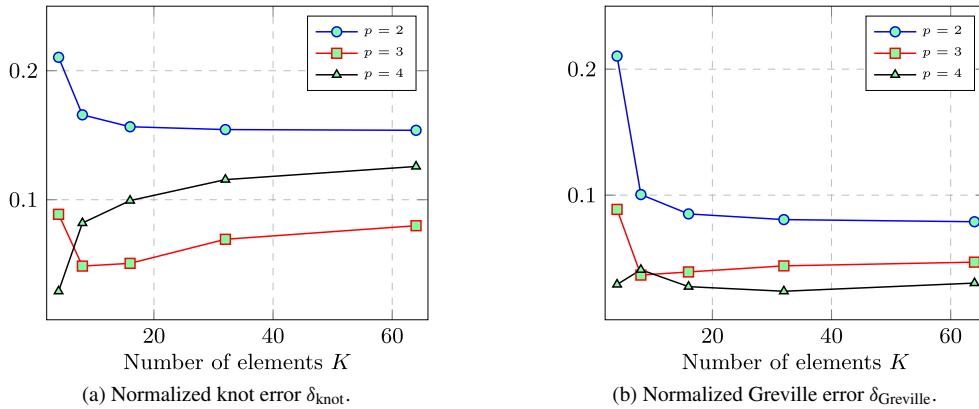 0.2
0.1
p = 2
p = 3
p = 4
20
40
60
Number of elements K
(a) Normalized knot error δknot.
0.2
0.1
p = 2
p = 3
p = 4
20
40
60
Number of elements K
(b) Normalized Greville error δGreville.